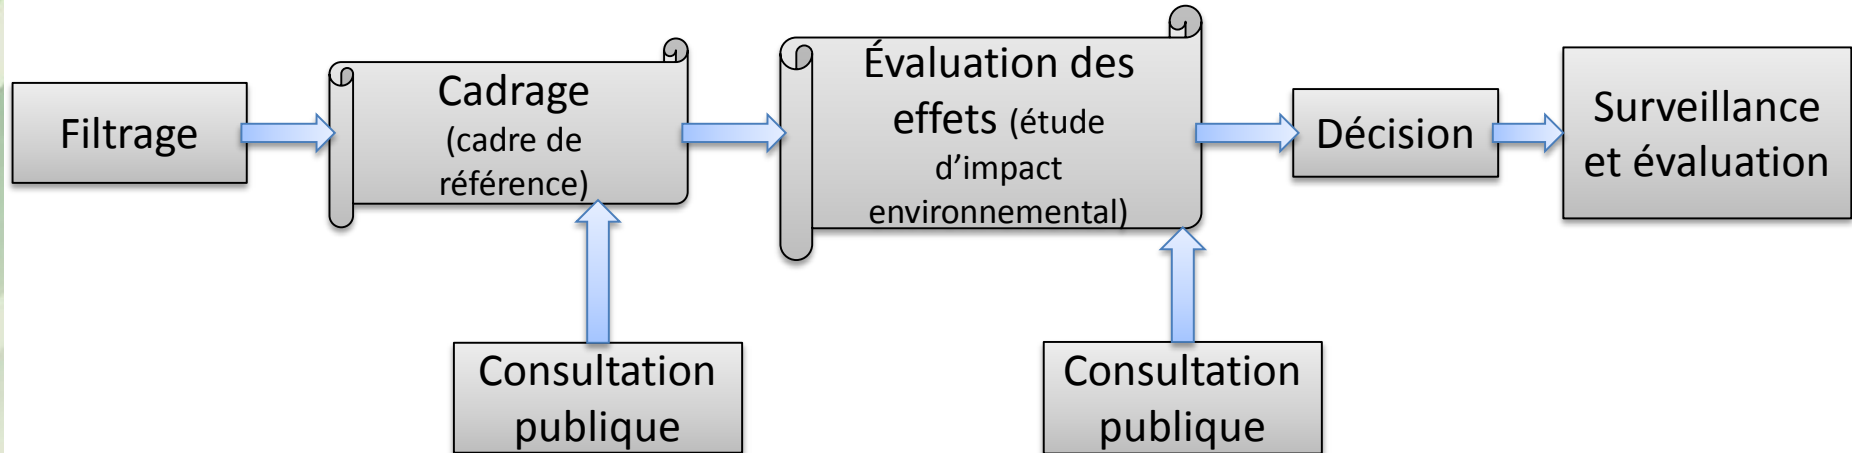 Filtrage
Cadrage
(cadre de
référence)
Évaluation des
effets (étude
d'impact
environnemental)
Décision
Surveillance
et évaluation
Consultation
publique
Consultation
publique